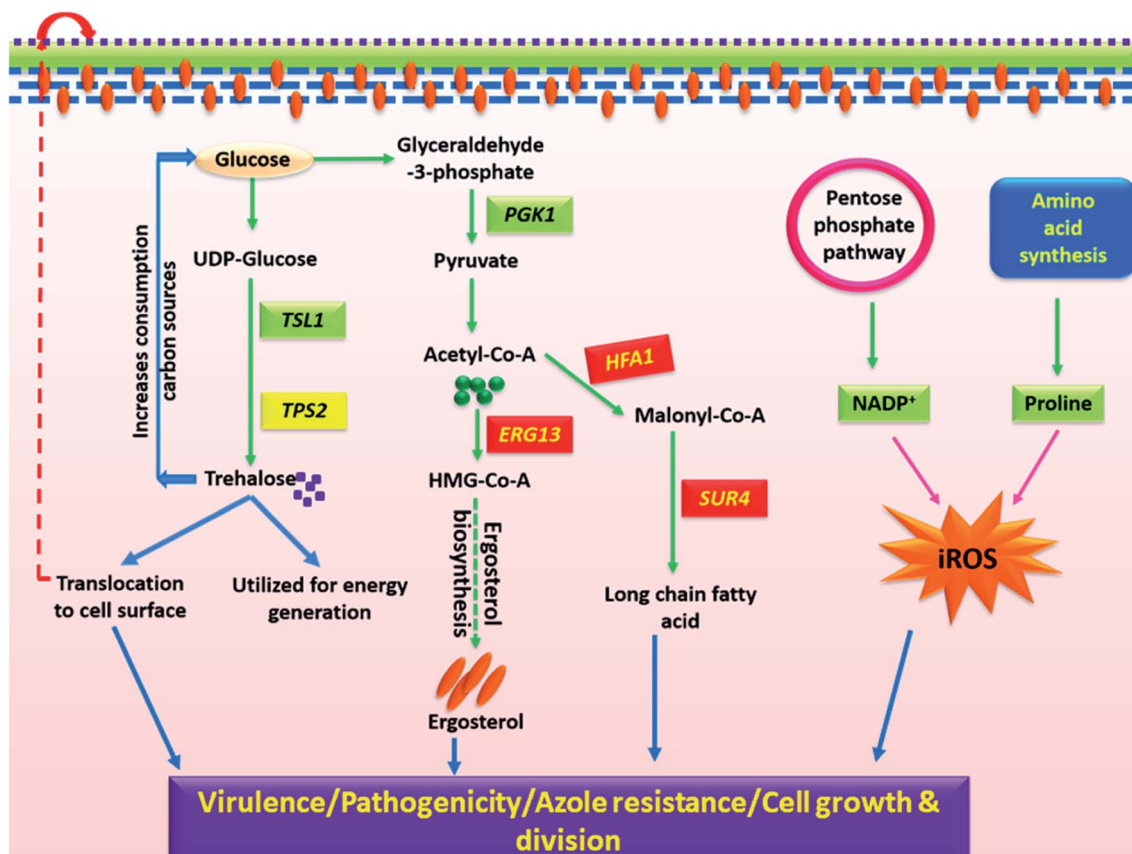 Glucose
Glyceraldehyde
-3-phosphate
PGK1
Pyruvate
UDP-Glucose
TSL1
TPS2
Trehalose
Increases consumption
carbon sources
Translocation
to cell surface
Utilized for energy
generation
Acetyl-Co-A
HFA1
ERG13
HMG-Co-A
Malonyl-Co-A
SUR4
Ergosterol
biosynthesis
Ergosterol
Long chain fatty
acid
Pentose
phosphate
pathway
Amino
acid
synthesis
NADP⁺
Proline
iROS
Virulence/Pathogenicity/Azole resistance/Cell growth &
division